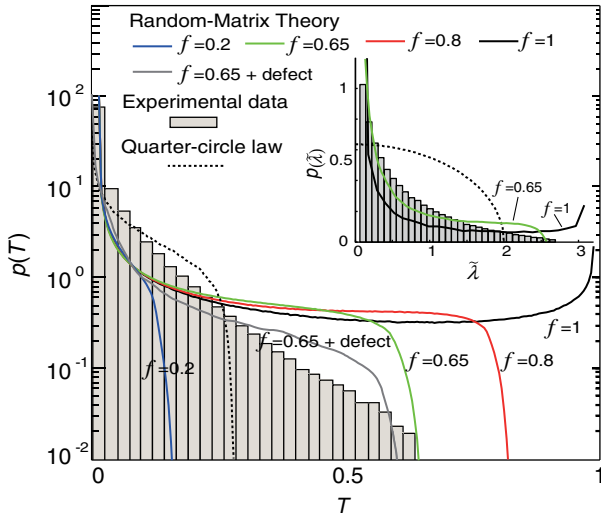 Random-Matrix Theory
f=0.2 f=0.65 f=0.8 f=1
f=0.65 + defect
Experimental data
Quarter-circle law
p(T)
10^2
10^1
10^0
10^-1
10^-2
0 0.5 1
T
f=0.2
f=0.65 + defect
f=0.65
f=0.8
f=1
p(λ̃)
1
0.5
0
0 1 2 3
λ̃
f=0.65
f=1